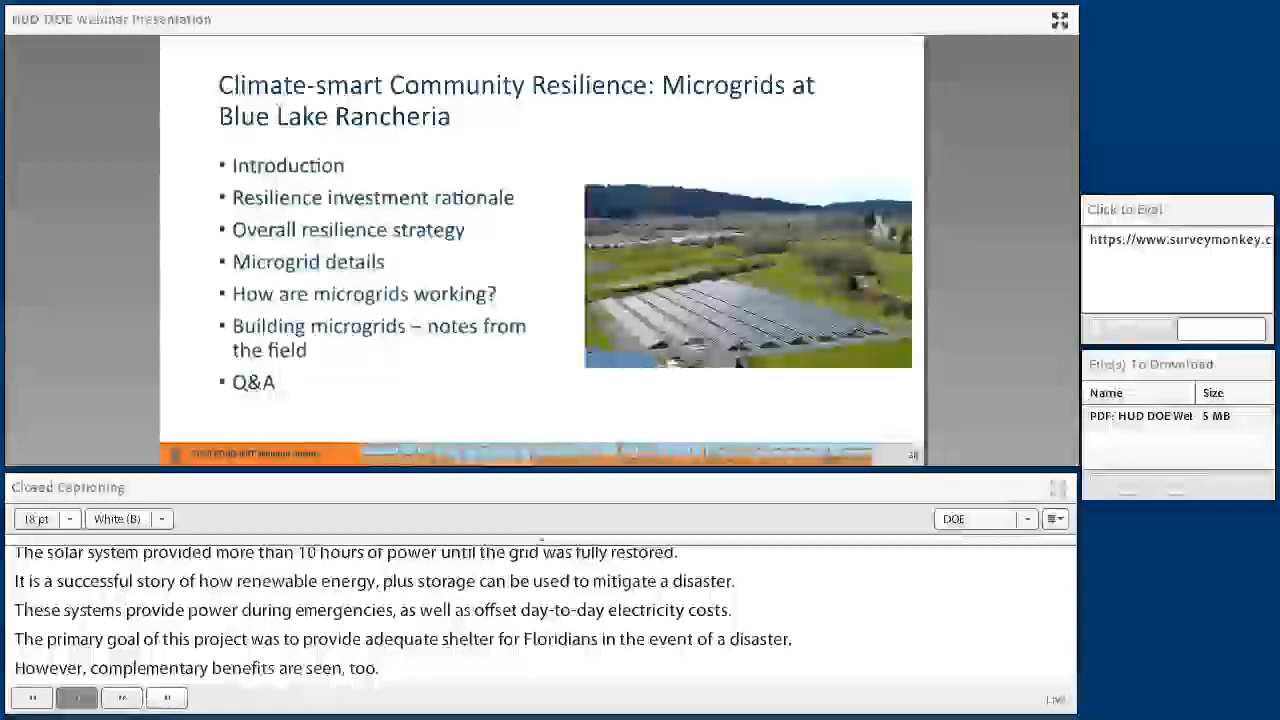 HUD DOE Webinar Presentation
Climate-smart Community Resilience: Microgrids at
Blue Lake Rancheria
▪ Introduction
▪ Resilience investment rationale
▪ Overall resilience strategy
▪ Microgrid details
▪ How are microgrids working?
▪ Building microgrids – notes from
the field
▪ Q&A
Click to Eval
https://www.surveymonkey.c
File(s) To Download
Name Size
PDF: HUD DOE Wel 5 MB
Closed Captioning
18 pt White (B) DOE
The solar system provided more than 10 hours of power until the grid was fully restored.
It is a successful story of how renewable energy, plus storage can be used to mitigate a disaster.
These systems provide power during emergencies, as well as offset day-to-day electricity costs.
The primary goal of this project was to provide adequate shelter for Floridians in the event of a disaster.
However, complementary benefits are seen, too.
LIVE